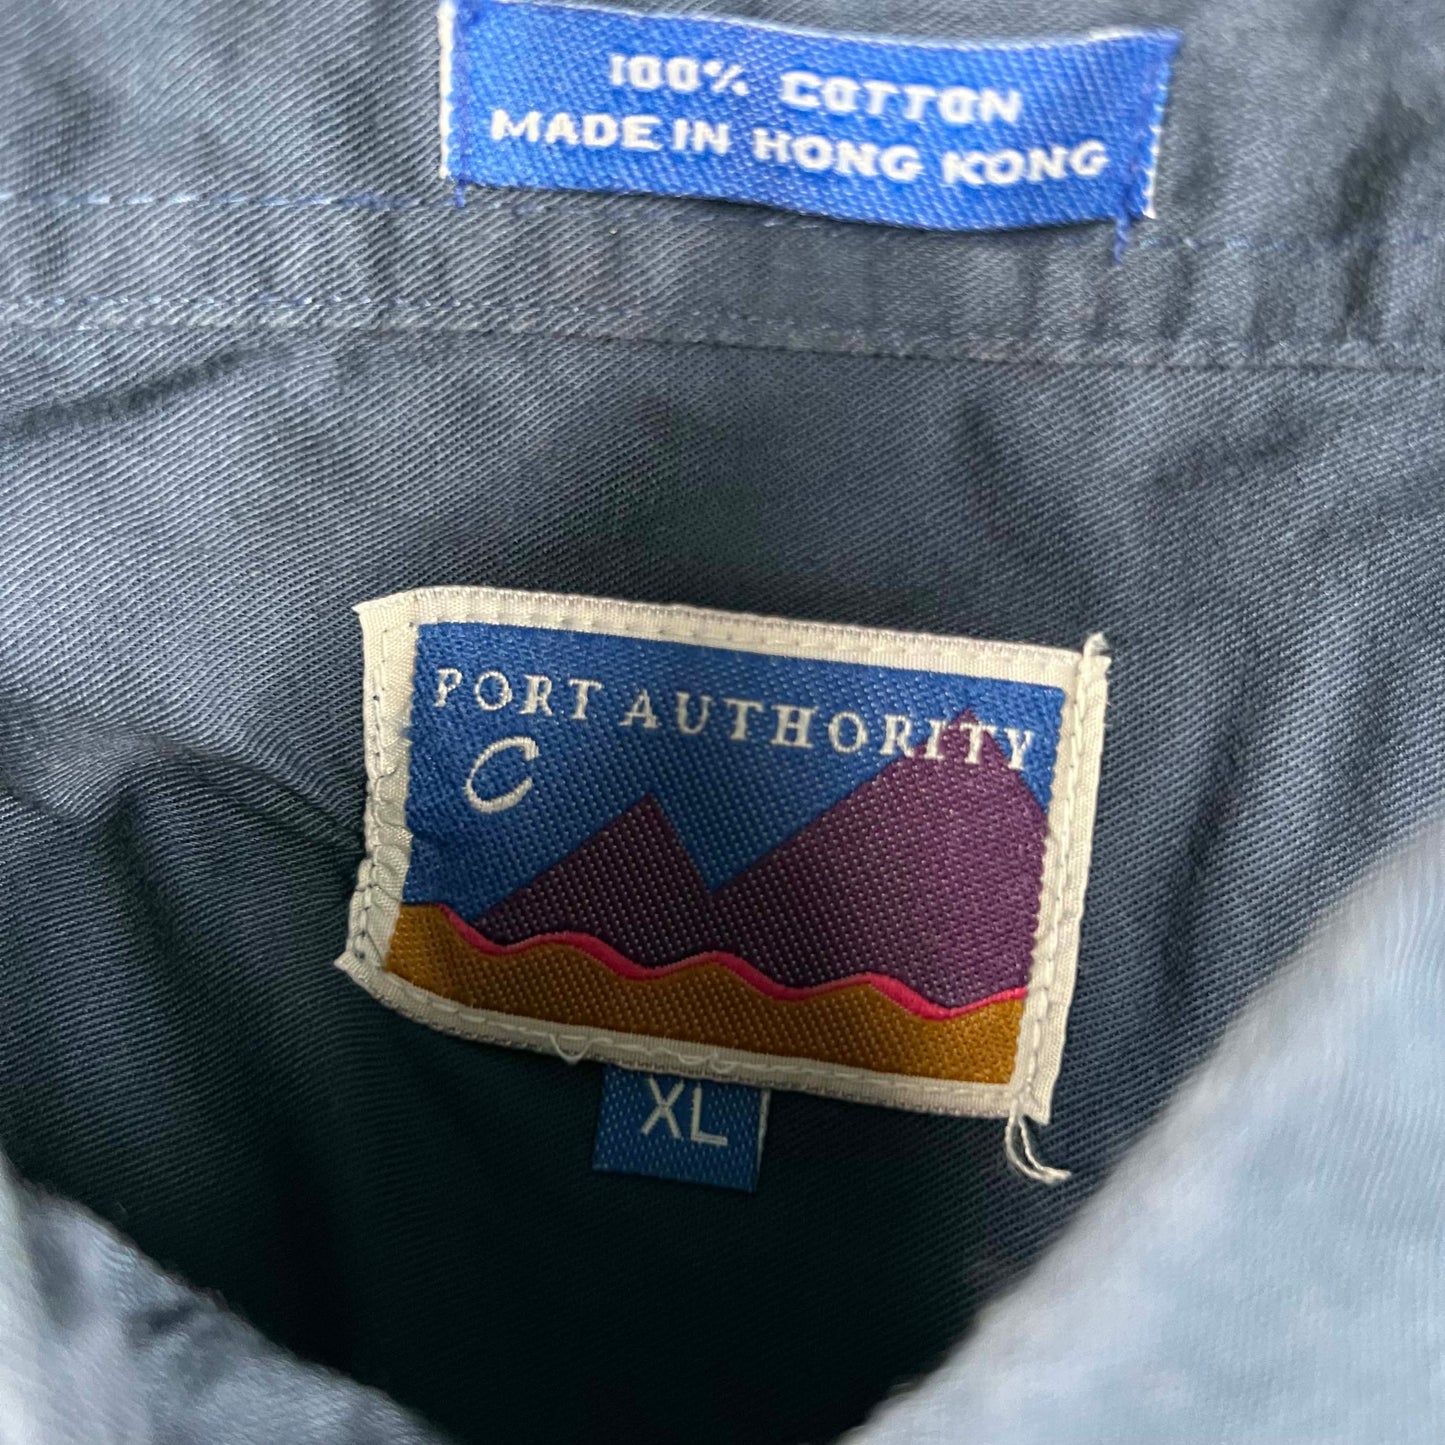 100% COTTON
MADE IN HONG KONG
PORT AUTHORITY
C
XL